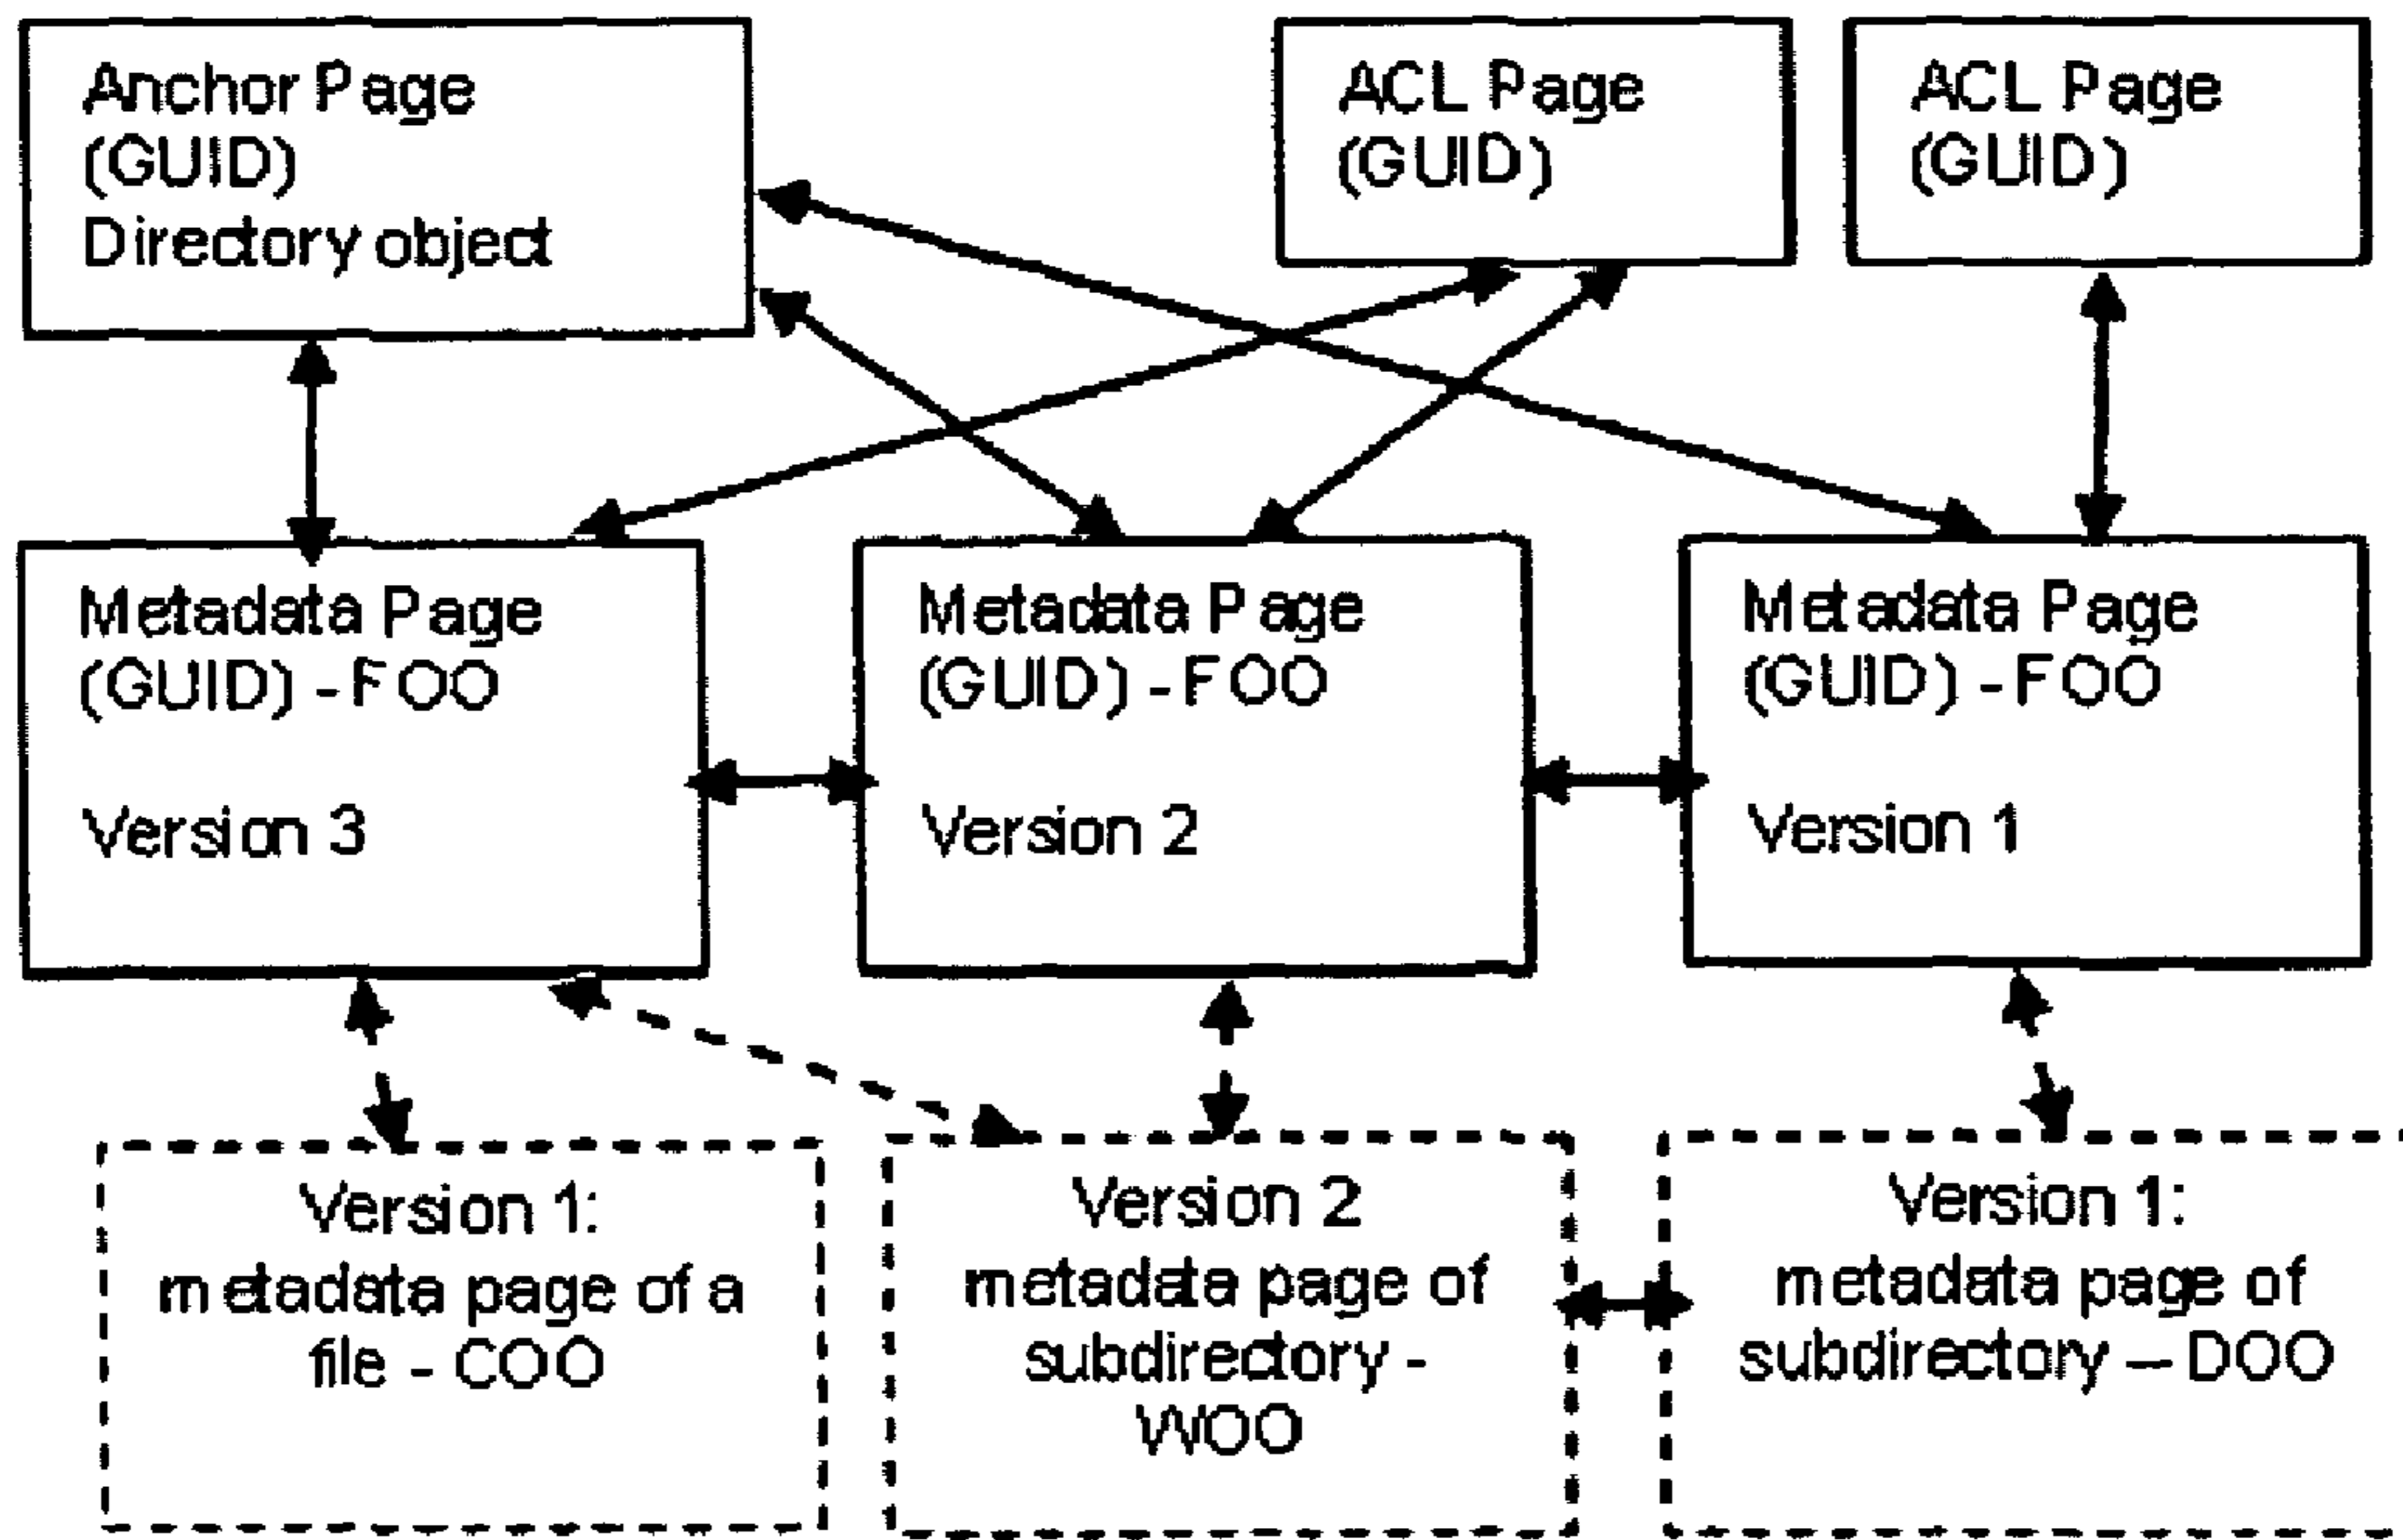 Anchor Page
(GUID)
Directory object
ACL Page
(GUID)
ACL Page
(GUID)
Metadata Page
(GUID) - FOO
Version 3
Metadata Page
(GUID) - FOO
Version 2
Metadata Page
(GUID) - FOO
Version 1
Version 1:
metadata page of a
file - COO
Version 2
metadata page of
subdirectory -
WOO
Version 1:
metadata page of
subdirectory – DOO